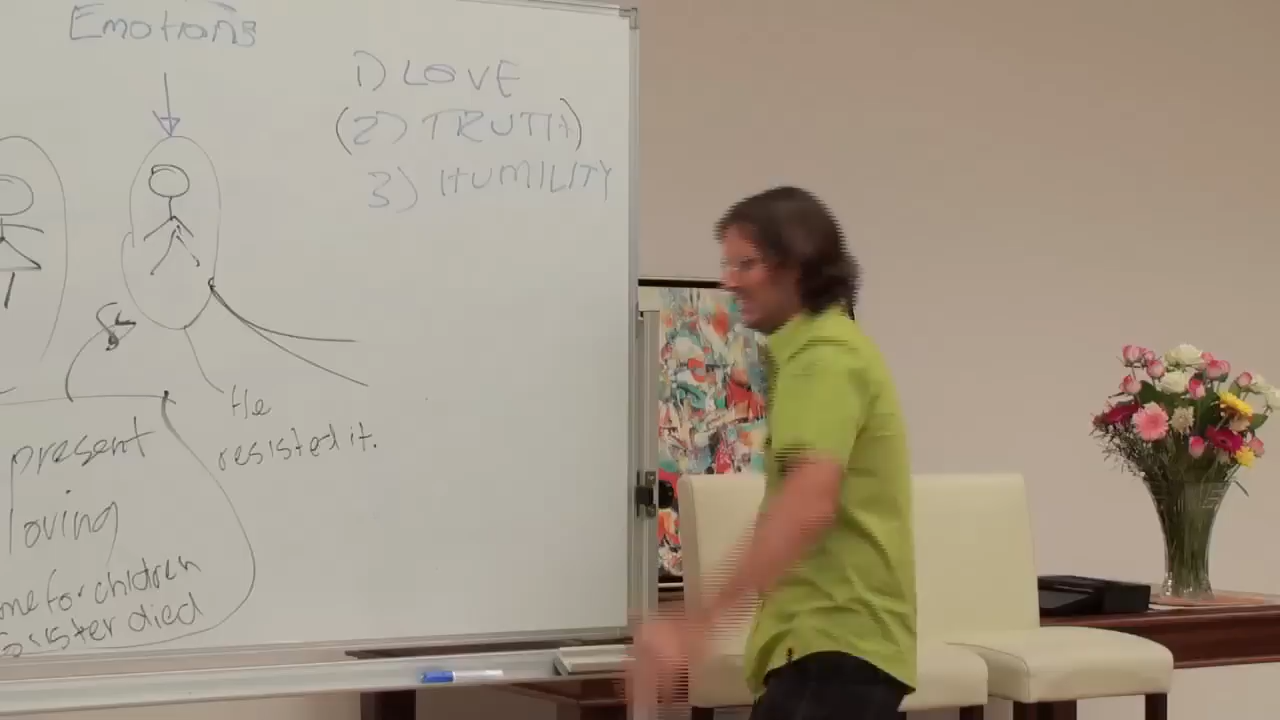 Emotions
1) LOVE
(2) TRUTH)
3) HUMILITY
He
resisted it.
present
loving
me for children
sister died